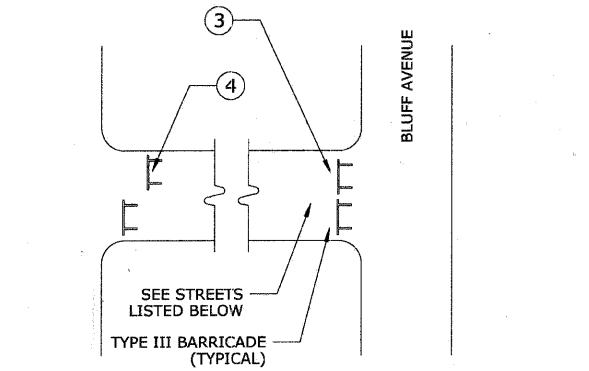 3
4
BLUFF AVENUE
SEE STREETS
LISTED BELOW
TYPE III BARRICADE
(TYPICAL)